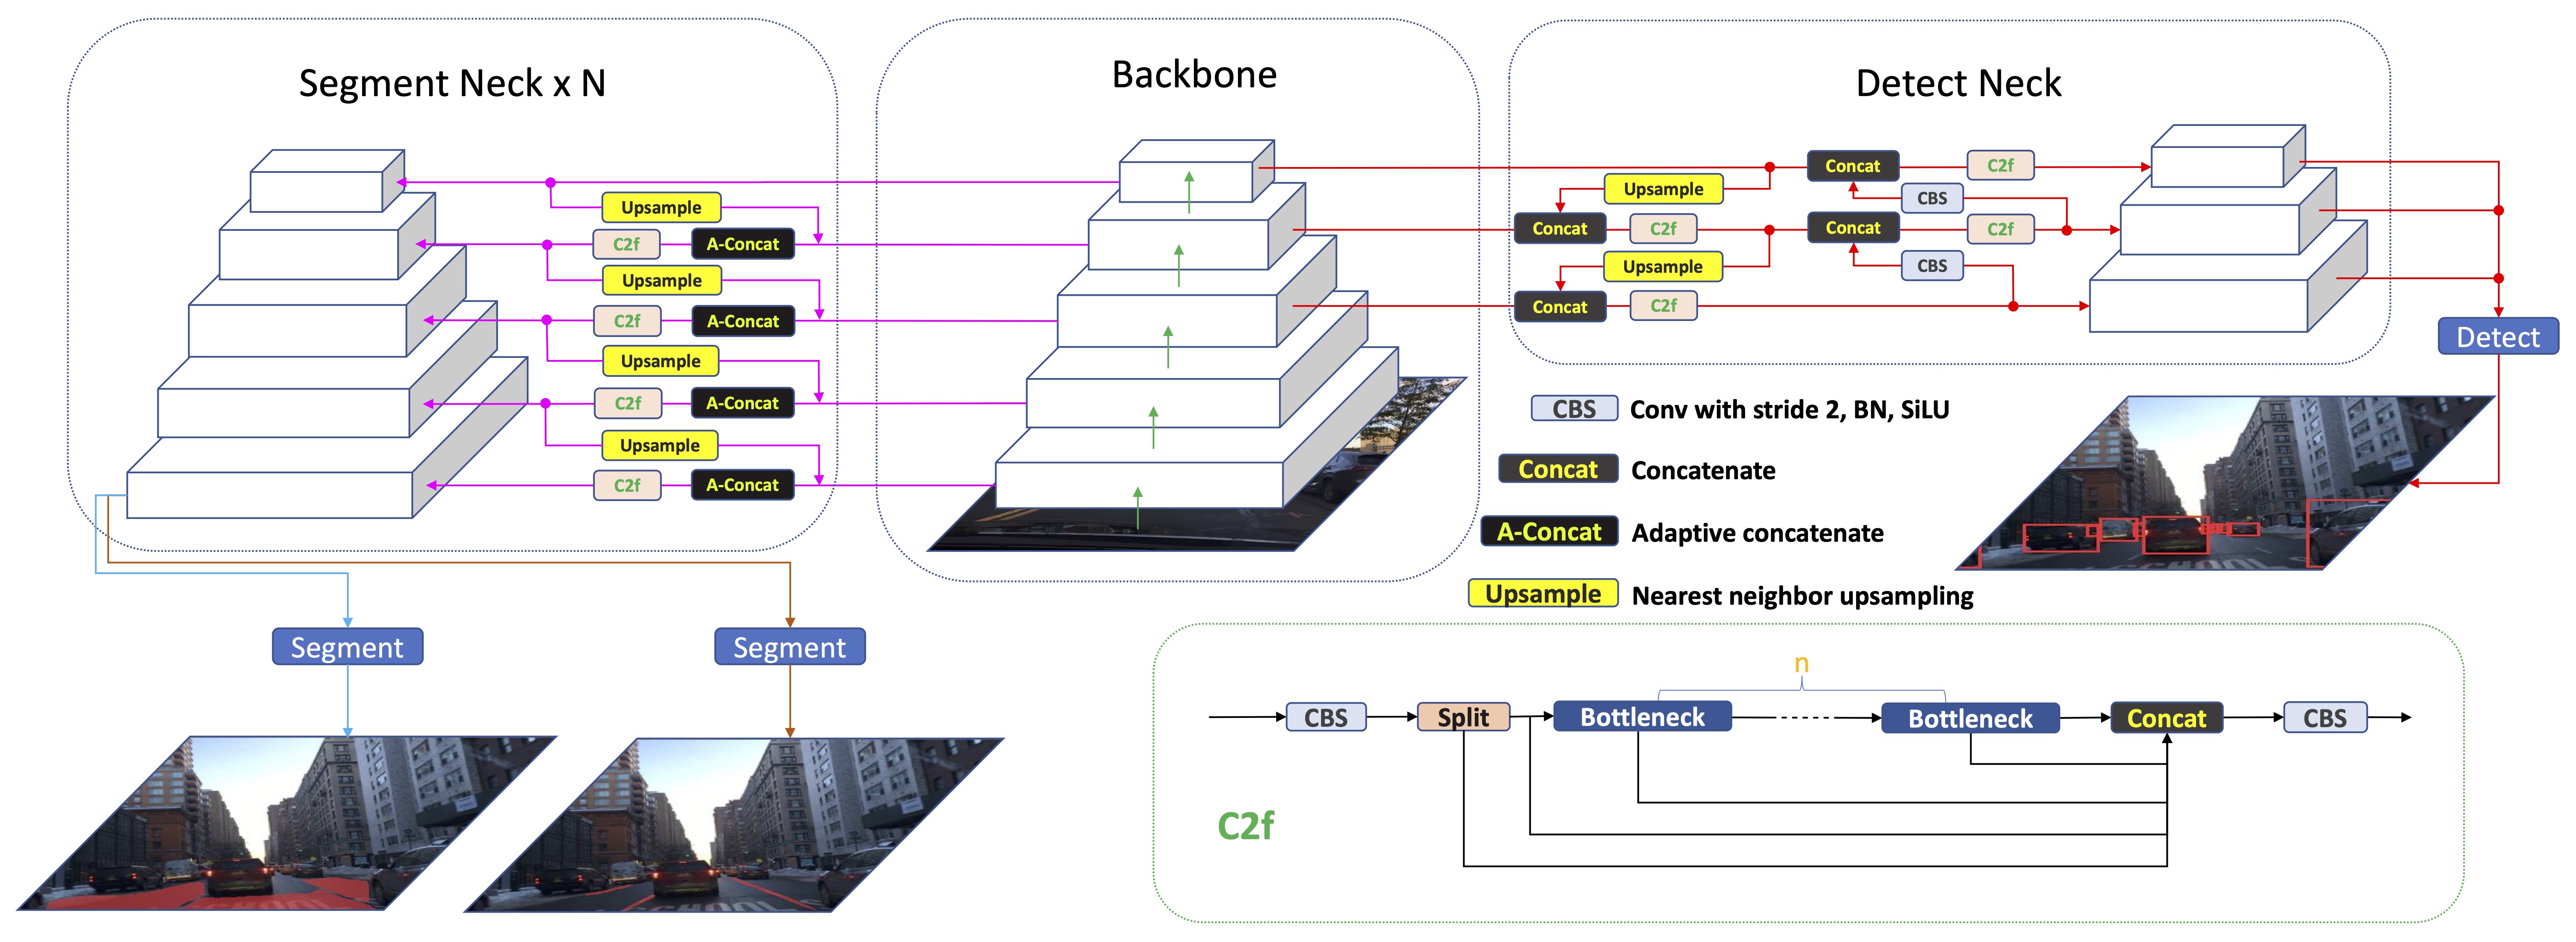 Segment Neck x N
Backbone
Detect Neck
Upsample
C2f
A-Concat
Upsample
C2f
A-Concat
Upsample
C2f
A-Concat
Upsample
C2f
A-Concat
Concat
C2f
Upsample
CBS
Concat
C2f
Concat
C2f
Upsample
CBS
Concat
C2f
Detect
CBS Conv with stride 2, BN, SiLU
Concat Concatenate
A-Concat Adaptive concatenate
Upsample Nearest neighbor upsampling
Segment
Segment
n
CBS
Split
Bottleneck
Bottleneck
Concat
CBS
C2f